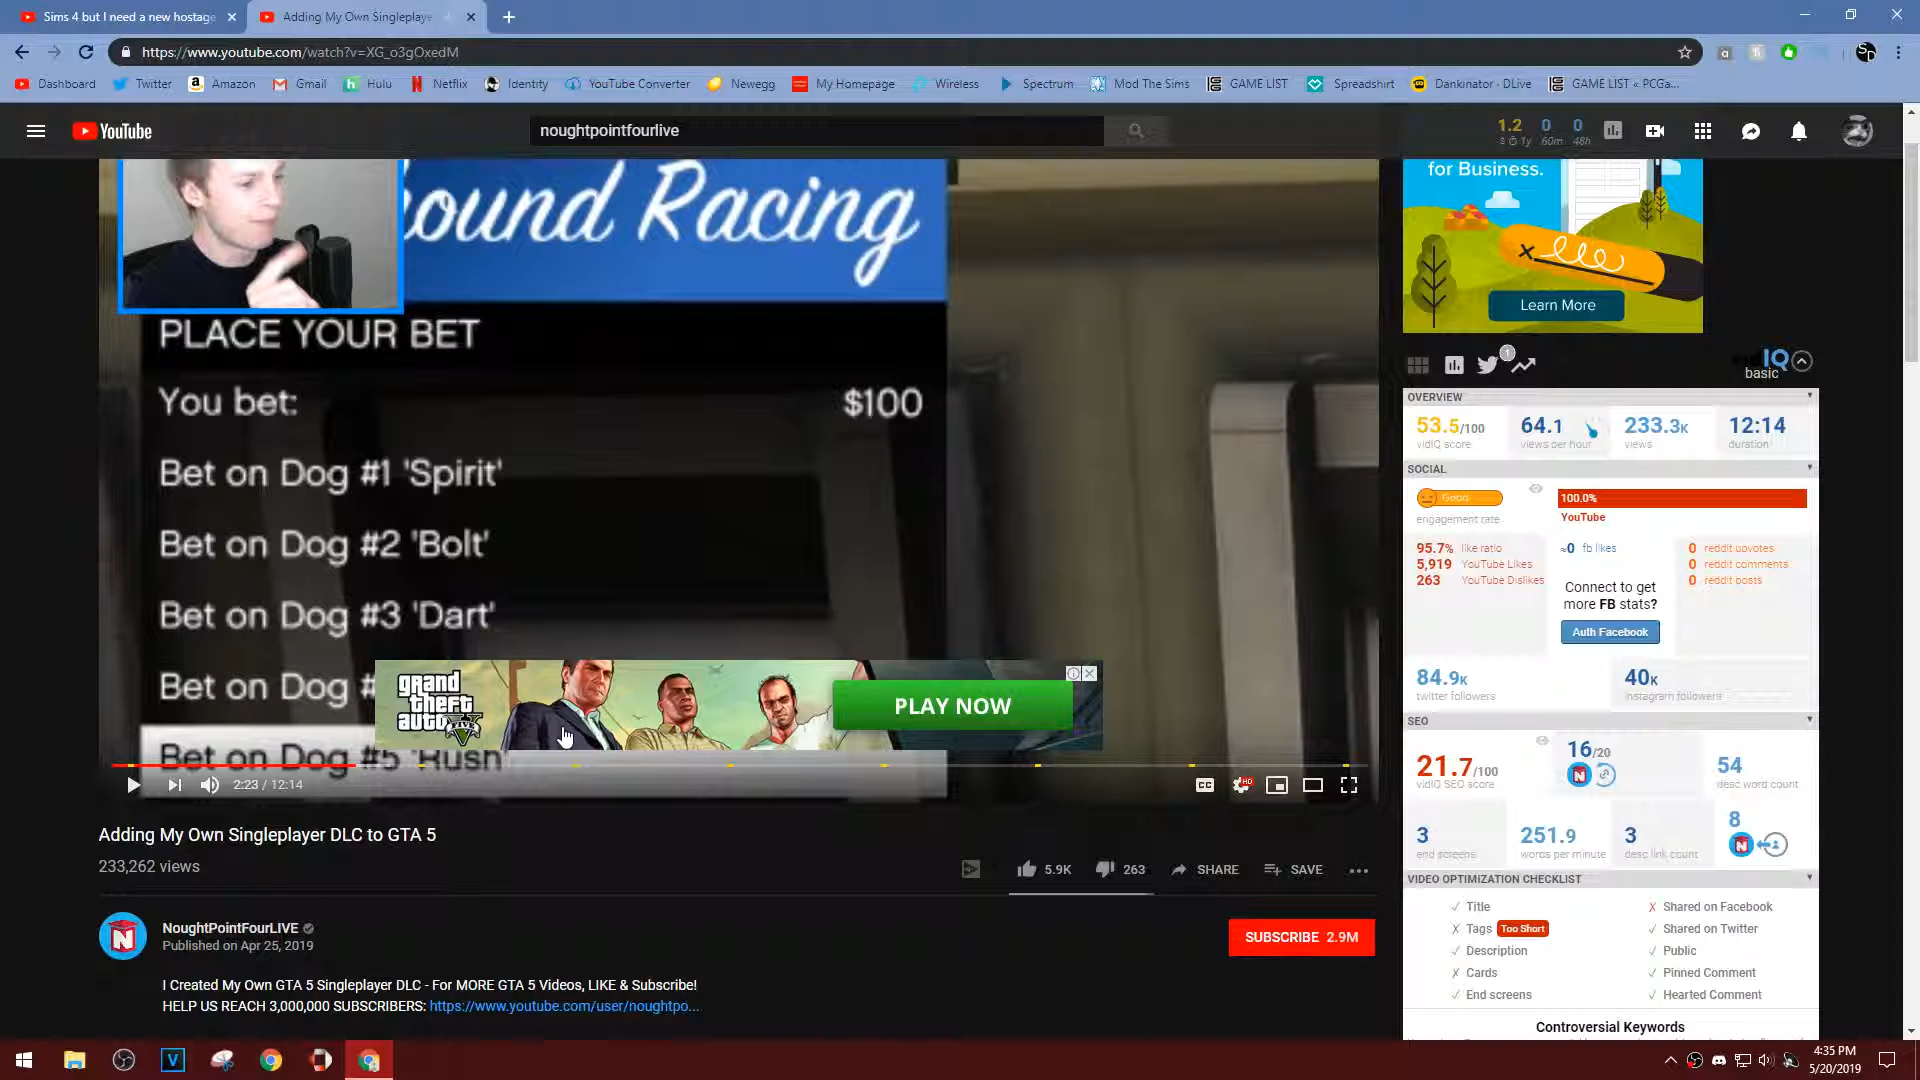 Sims 4 but I need a new hostage
Adding My Own Singleplaye
https://www.youtube.com/watch?v=XG_o3gOxedM
Dashboard
Twitter
Amazon
Gmail
Hulu
Netflix
Identity
YouTube Converter
Newegg
My Homepage
Wireless
Spectrum
Mod The Sims
GAME LIST
Spreadshirt
Dankinator · DLive
GAME LIST « PCGa...
YouTube
noughtpointfourlive
1.2 0 0
1y 60m 48h
ound Racing
PLACE YOUR BET
You bet: $100
Bet on Dog #1 'Spirit'
Bet on Dog #2 'Bolt'
Bet on Dog #3 'Dart'
Bet on Dog #
Bet on Dog #5 'Rush'
grand theft auto FIVE
PLAY NOW
2:23 / 12:14
CC
HD
Adding My Own Singleplayer DLC to GTA 5
233,262 views
5.9K 263 SHARE SAVE
NoughtPointFourLIVE
Published on Apr 25, 2019
SUBSCRIBE 2.9M
I Created My Own GTA 5 Singleplayer DLC - For MORE GTA 5 Videos, LIKE & Subscribe!
HELP US REACH 3,000,000 SUBSCRIBERS: https://www.youtube.com/user/noughtpo...
for Business.
Learn More
1
IQ
basic
OVERVIEW
53.5/100 64.1 233.3K 12:14
vidIQ score views per hour views duration
SOCIAL
Good
engagement rate
100.0%
YouTube
95.7% like ratio
5,919 YouTube Likes
263 YouTube Dislikes
≈0 fb likes
Connect to get
more FB stats?
Auth Facebook
0 reddit upvotes
0 reddit comments
0 reddit posts
84.9K
twitter followers
40K
instagram followers
SEO
21.7/100
vidIQ SEO score
16/20
54
desc word count
3
end screens
251.9
words per minute
3
desc link count
8
VIDEO OPTIMIZATION CHECKLIST
Title
Tags Too Short
Description
Cards
End screens
Shared on Facebook
Shared on Twitter
Public
Pinned Comment
Hearted Comment
Controversial Keywords
4:35 PM
5/20/2019